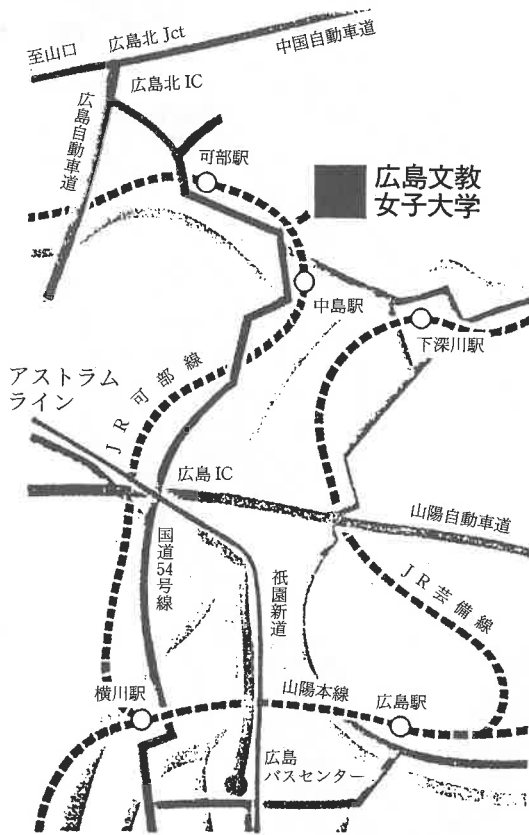 広島北 Jct
至山口
中国自動車道
広島北 IC
広島自動車道
可部駅
広島文教
女子大学
中島駅
下深川駅
アストラム
ライン
JR可部線
広島 IC
山陽自動車道
国道54号線
祇園新道
JR芸備線
横川駅
山陽本線
広島駅
広島
バスセンター